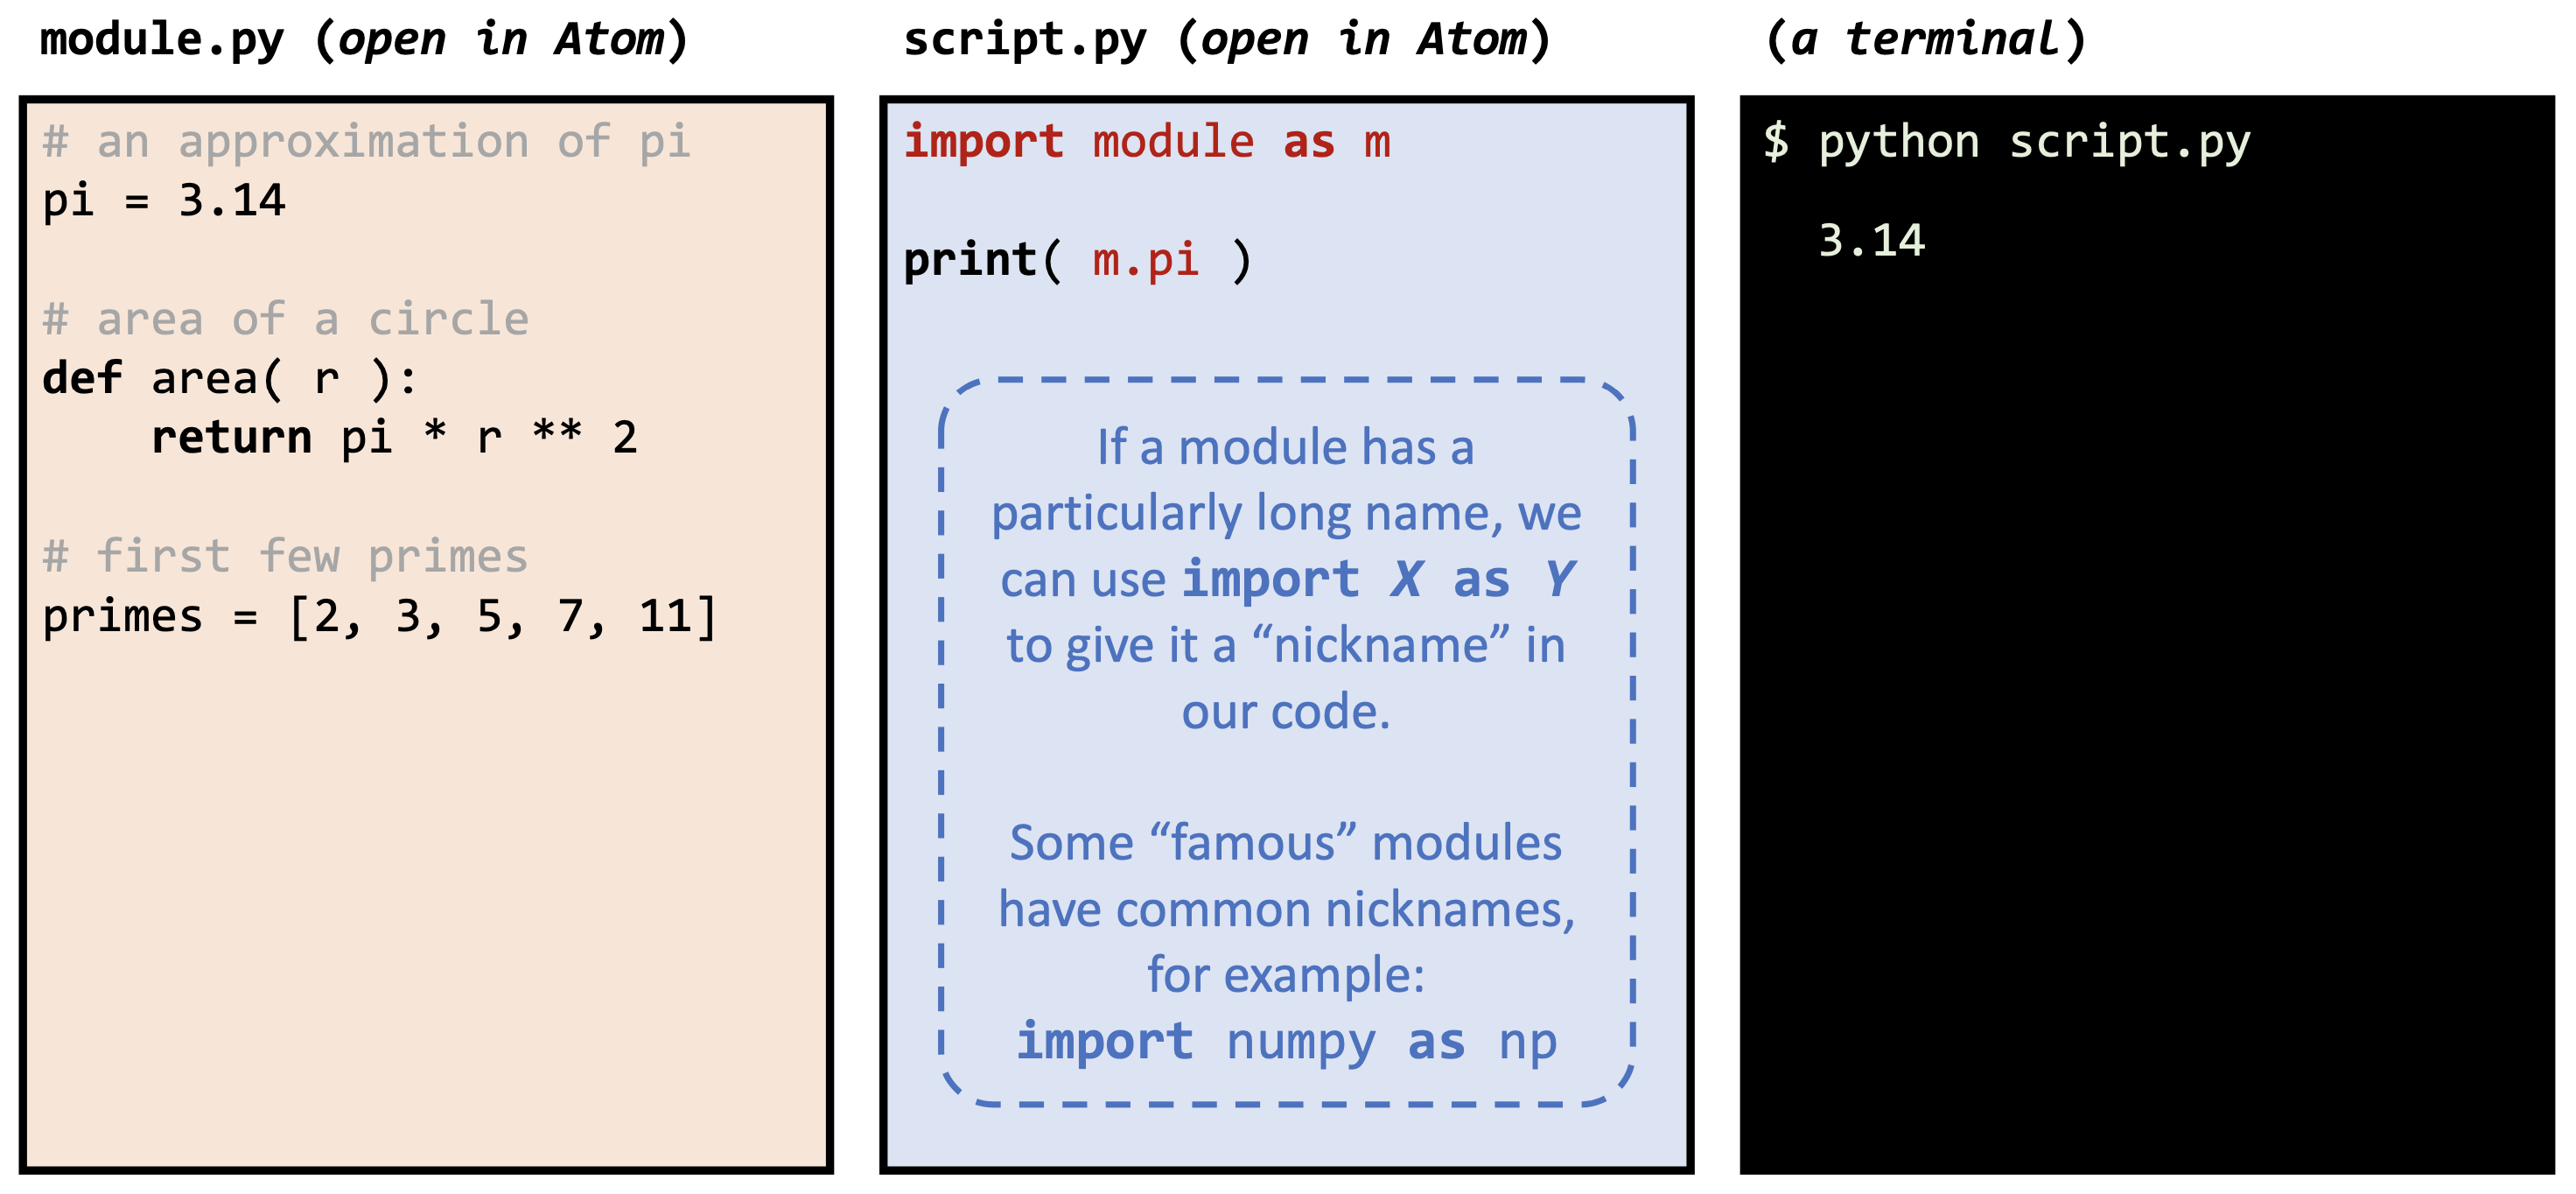 module.py (open in Atom)
# an approximation of pi
pi = 3.14
# area of a circle
def area( r ):
    return pi * r ** 2
# first few primes
primes = [2, 3, 5, 7, 11]
script.py (open in Atom)
import module as m
print( m.pi )
If a module has a
particularly long name, we
can use import X as Y
to give it a “nickname” in
our code.
Some “famous” modules
have common nicknames,
for example:
import numpy as np
(a terminal)
$ python script.py
3.14